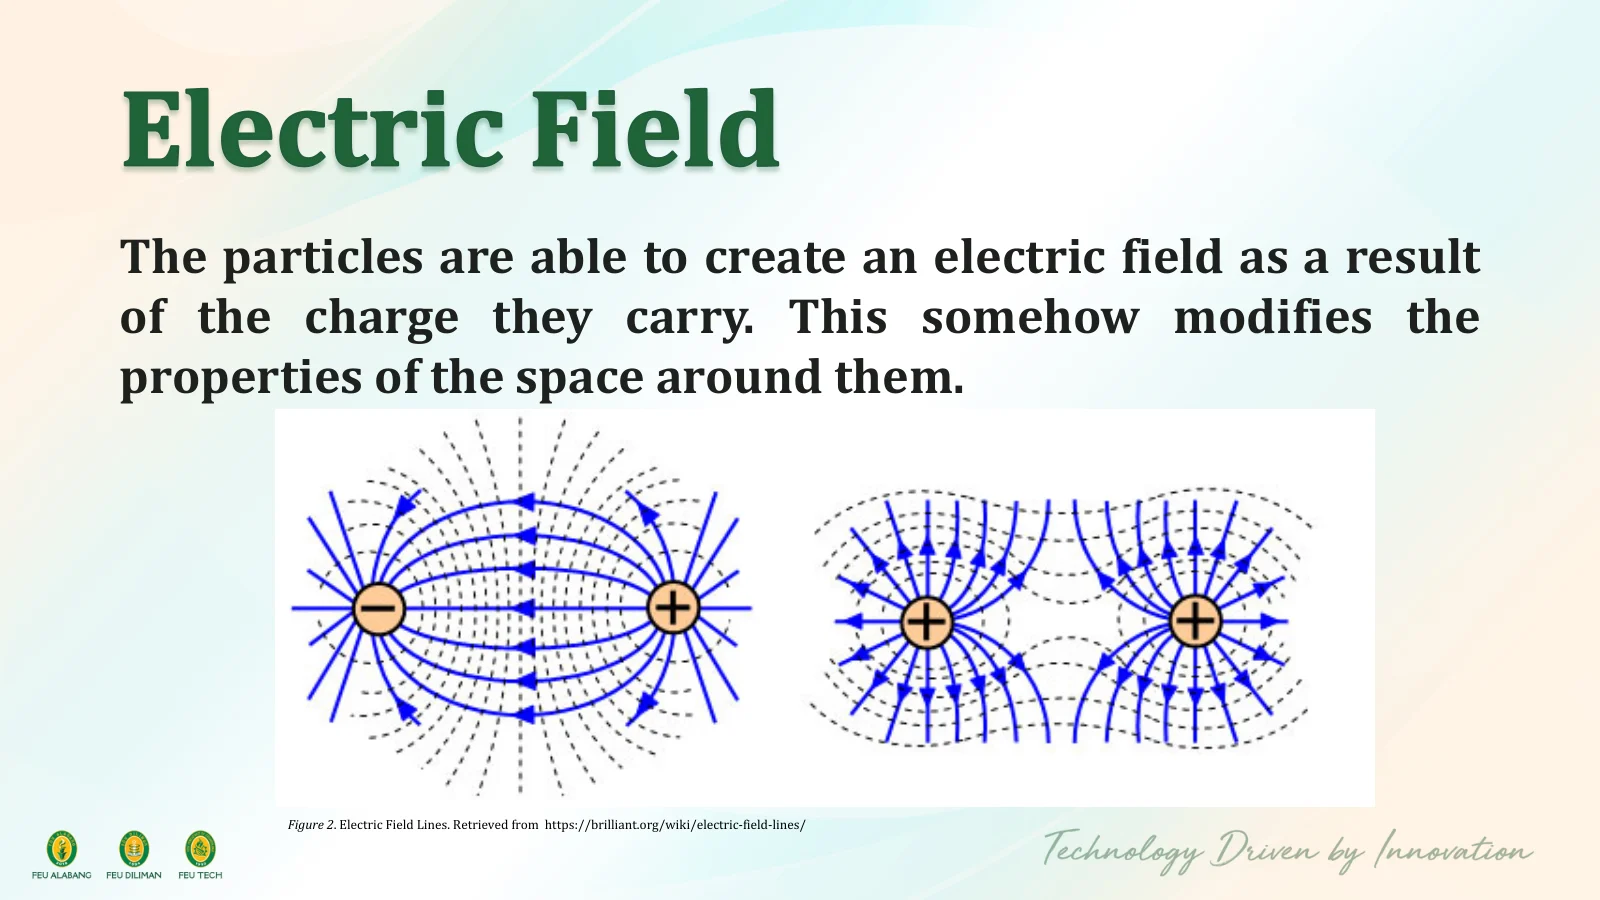 Electric Field
The particles are able to create an electric field as a result
of the charge they carry. This somehow modifies the
properties of the space around them.
− + + +
Figure 2. Electric Field Lines. Retrieved from https://brilliant.org/wiki/electric-field-lines/
FEU ALABANG FEU DILIMAN FEU TECH
Technology Driven by Innovation